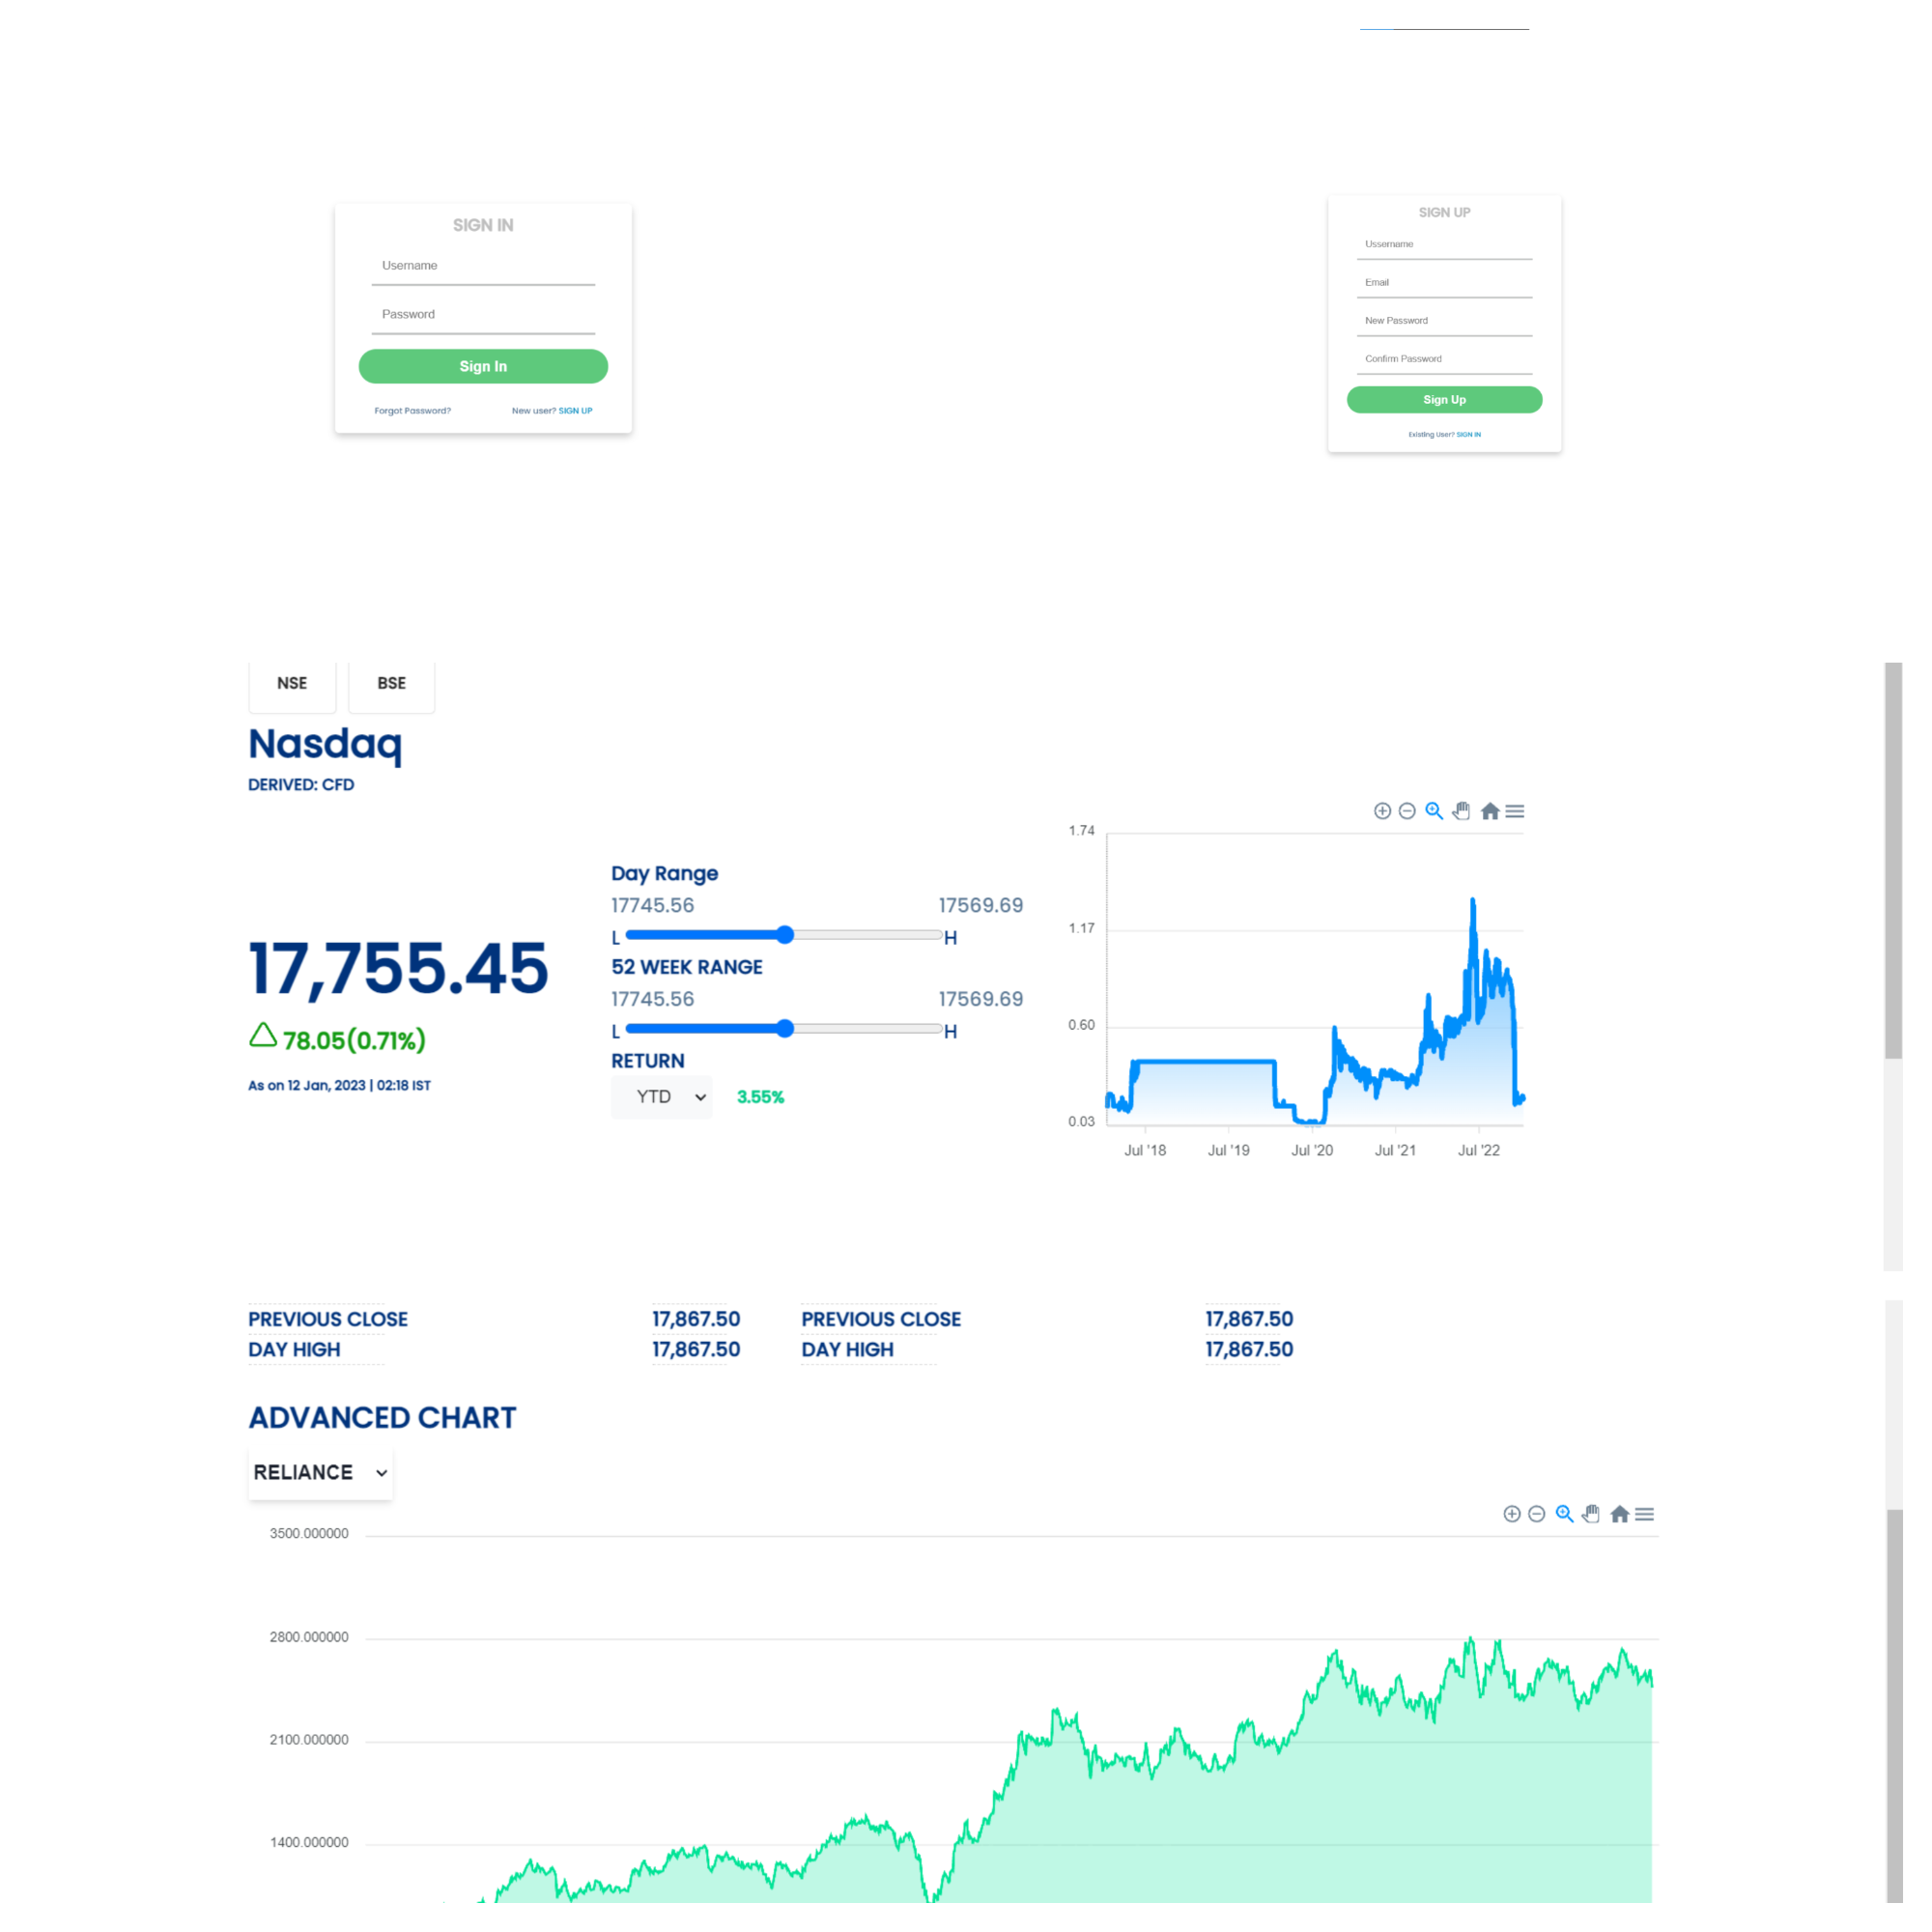 SIGN IN
Username
Password
Sign In
Forgot Password? New user? SIGN UP
SIGN UP
Ussername
Email
New Password
Confirm Password
Sign Up
Existing User? SIGN IN
NSE BSE
Nasdaq
DERIVED: CFD
17,755.45
78.05(0.71%)
As on 12 Jan, 2023 | 02:18 IST
Day Range
17745.56 17569.69
L H
52 WEEK RANGE
17745.56 17569.69
L H
RETURN
YTD 3.55%
1.74
1.17
0.60
0.03
Jul '18 Jul '19 Jul '20 Jul '21 Jul '22
PREVIOUS CLOSE 17,867.50 PREVIOUS CLOSE 17,867.50
DAY HIGH 17,867.50 DAY HIGH 17,867.50
ADVANCED CHART
RELIANCE
3500.000000
2800.000000
2100.000000
1400.000000